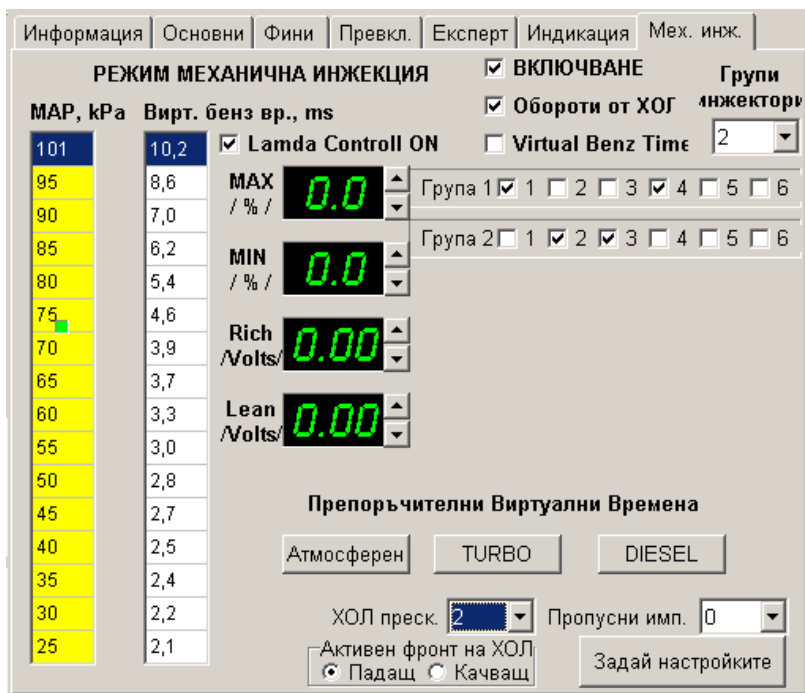 Информация Основни Фини Превкл. Експерт Индикация Мех. инж.
РЕЖИМ МЕХАНИЧНА ИНЖЕКЦИЯ
ВКЛЮЧВАНЕ
Групи
MAP, kPa Вирт. бенз вр., ms
Обороти от ХОЛ
инжектори
101 10,2 Lamda Controll ON Virtual Benz Time 2
95 8,6 MAX / % / 0.0 Група 1 1 2 3 4 5 6
90 7,0
85 6,2 MIN / % / 0.0 Група 2 1 2 3 4 5 6
80 5,4
75 4,6
70 3,9 Rich /Volts/ 0.00
65 3,7
60 3,3 Lean /Volts/ 0.00
55 3,0
50 2,8
Препоръчителни Виртуални Времена
45 2,7
40 2,5 Атмосферен TURBO DIESEL
35 2,4
30 2,2 ХОЛ преск. 2 Пропусни имп. 0
25 2,1 Активен фронт на ХОЛ
Падащ Качващ Задай настройките